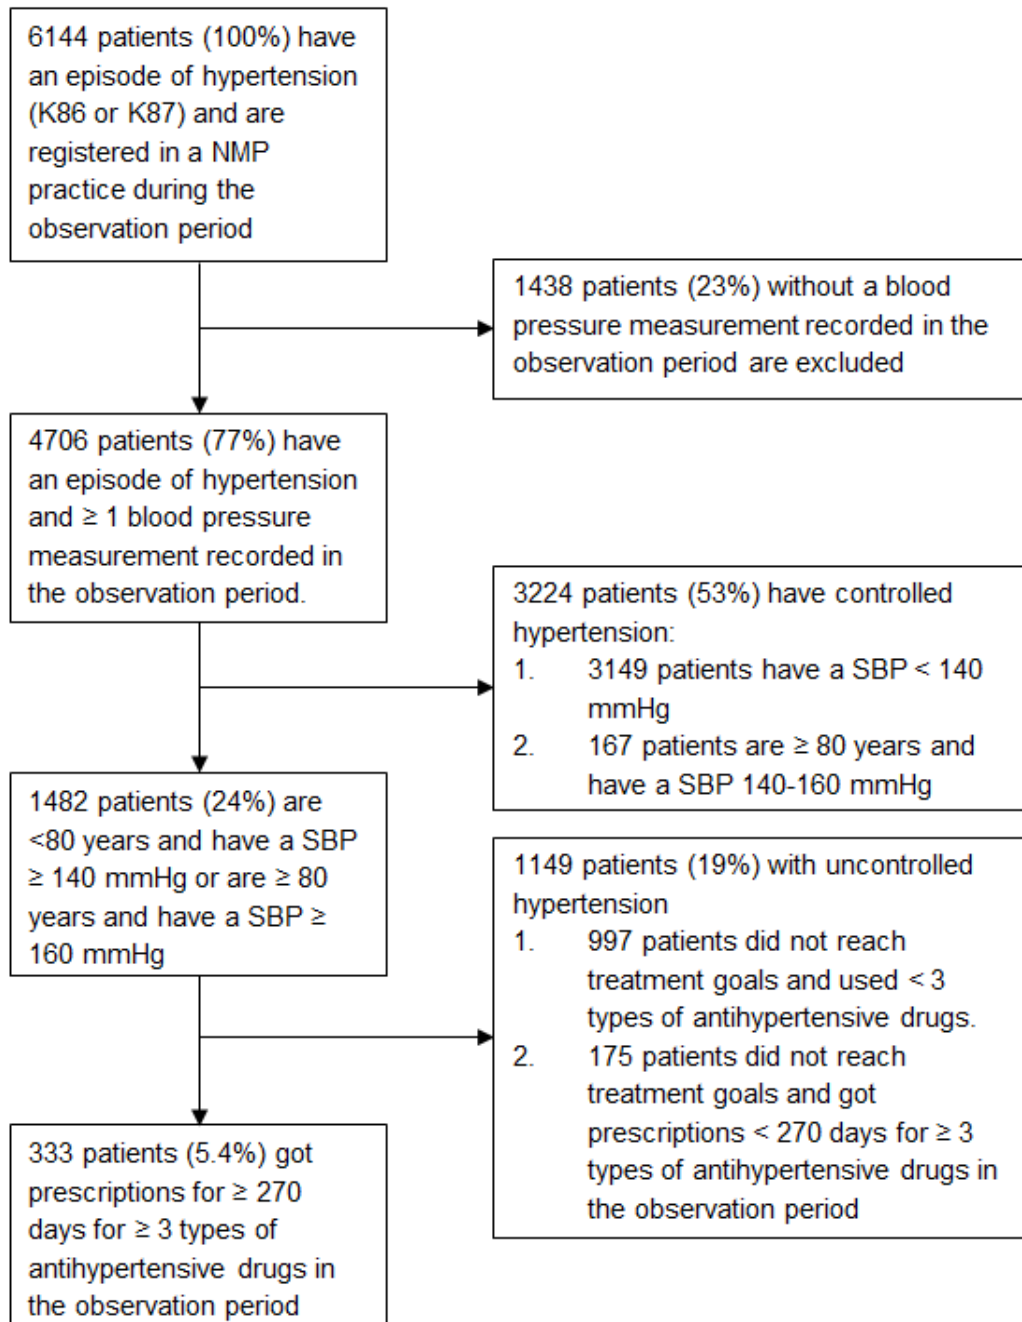 6144 patients (100%) have
an episode of hypertension
(K86 or K87) and are
registered in a NMP
practice during the
observation period
1438 patients (23%) without a blood
pressure measurement recorded in the
observation period are excluded
4706 patients (77%) have
an episode of hypertension
and ≥ 1 blood pressure
measurement recorded in
the observation period.
3224 patients (53%) have controlled
hypertension:
1. 3149 patients have a SBP < 140
mmHg
2. 167 patients are ≥ 80 years and
have a SBP 140-160 mmHg
1482 patients (24%) are
<80 years and have a SBP
≥ 140 mmHg or are ≥ 80
years and have a SBP ≥
160 mmHg
1149 patients (19%) with uncontrolled
hypertension
1. 997 patients did not reach
treatment goals and used < 3
types of antihypertensive drugs.
2. 175 patients did not reach
treatment goals and got
prescriptions < 270 days for ≥ 3
types of antihypertensive drugs in
the observation period
333 patients (5.4%) got
prescriptions for ≥ 270
days for ≥ 3 types of
antihypertensive drugs in
the observation period